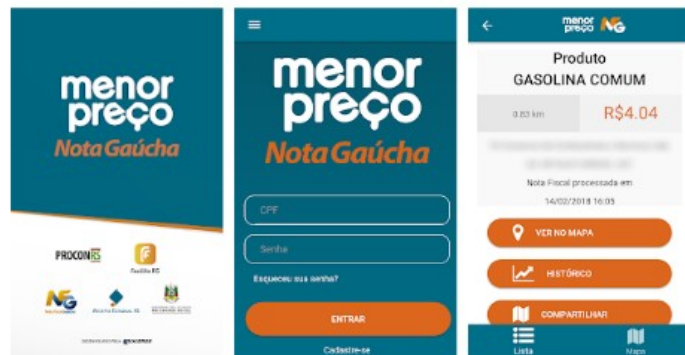 menor
preço
Nota Gaúcha
PROCON RS
NG
menor
preço
Nota Gaúcha
CPF
Senha
Esqueceu sua senha?
ENTRAR
Cadastre-se
menor
preço NG
Produto
GASOLINA COMUM
0.83 km
R$4.04
Nota Fiscal processada em
14/02/2018 16:03
VER NO MAPA
HISTÓRICO
COMPARTILHAR
Lista
Mapa